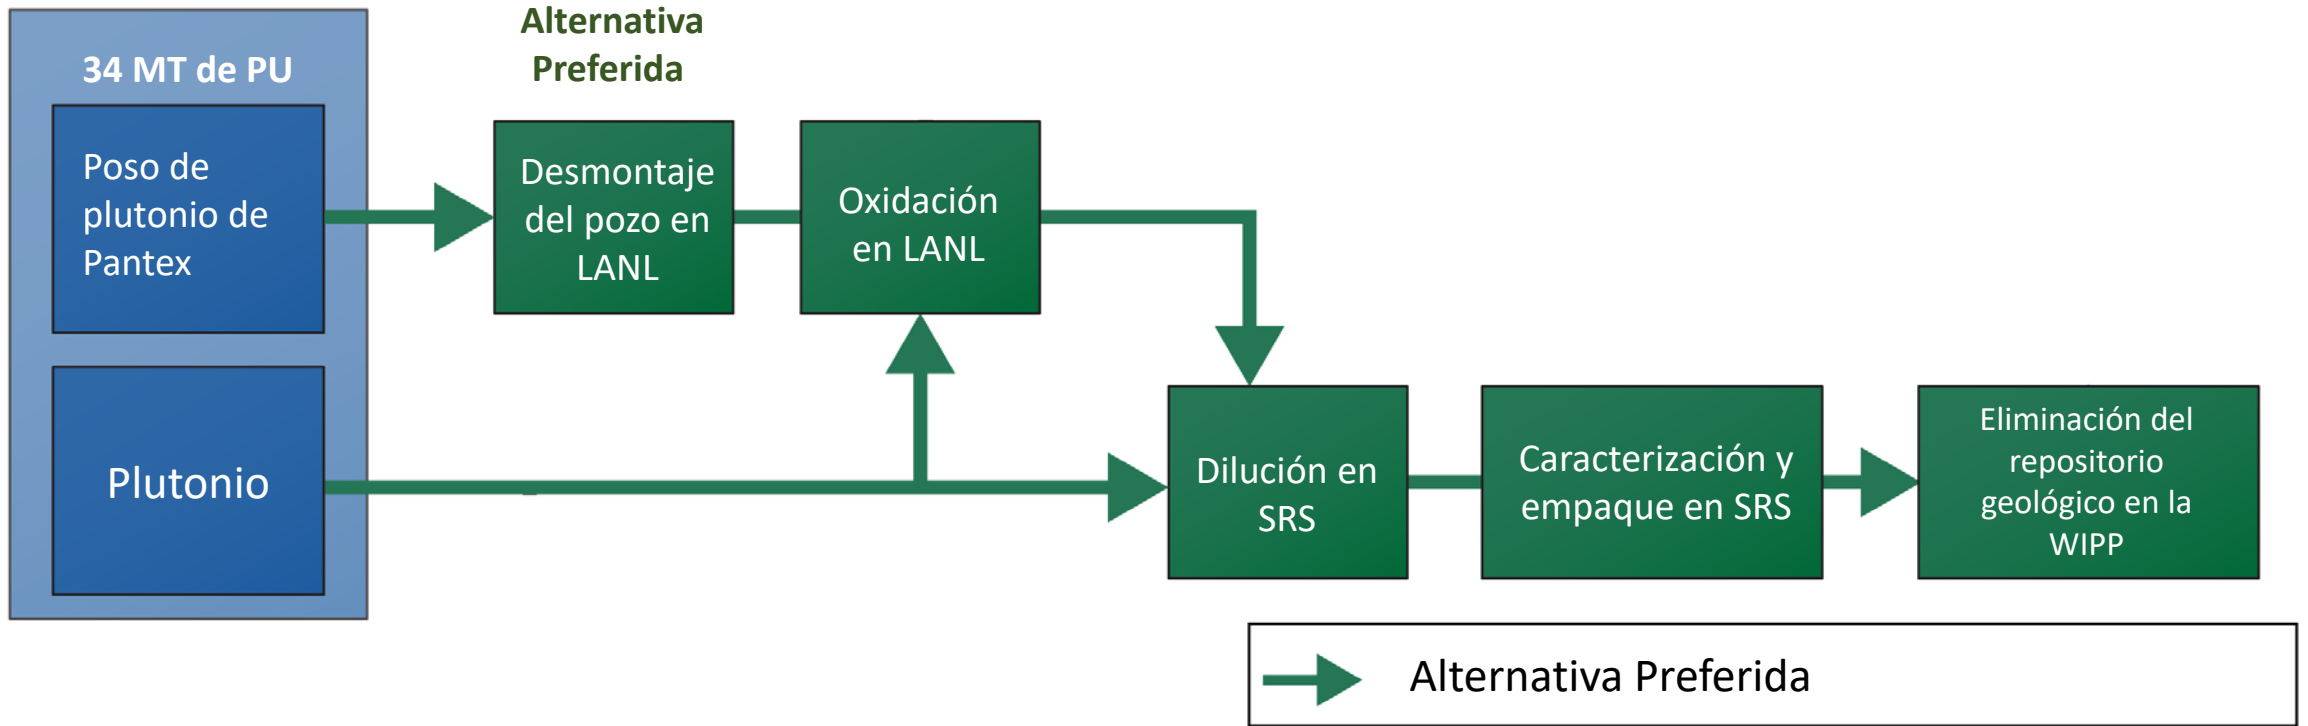 Alternativa
Preferida
34 MT de PU
Poso de
plutonio de
Pantex
Desmontaje
del pozo en
LANL
Oxidación
en LANL
Plutonio
Dilución en
SRS
Caracterización y
empaque en SRS
Eliminación del
repositorio
geológico en la
WIPP
Alternativa Preferida